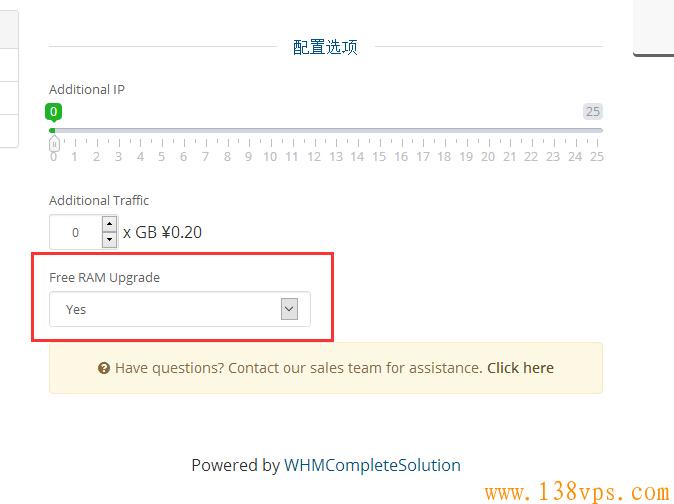 配置选项
Additional IP
0
25
0 1 2 3 4 5 6 7 8 9 10 11 12 13 14 15 16 17 18 19 20 21 22 23 24 25
Additional Traffic
0 x GB ¥0.20
Free RAM Upgrade
Yes
Have questions? Contact our sales team for assistance. Click here
Powered by WHMCompleteSolution
www.138vps.com